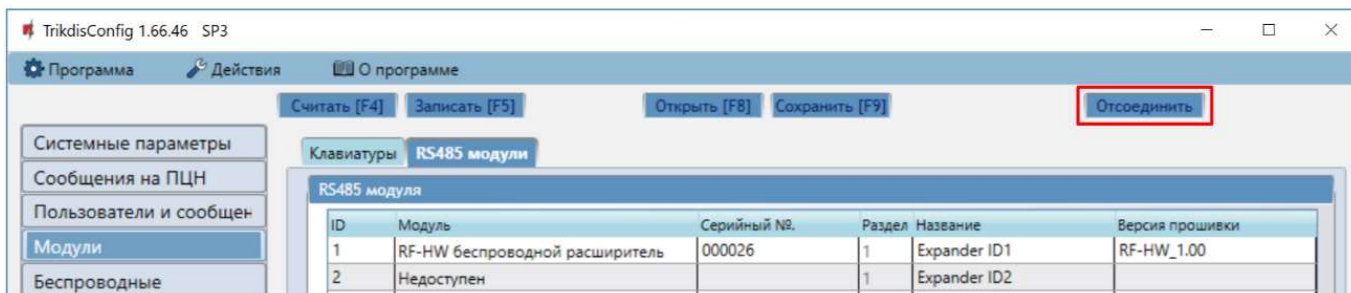 TrikdisConfig 1.66.46 SP3
Программа Действия О программе
Считать [F4] Записать [F5] Открыть [F8] Сохранить [F9] Отсоединить
Системные параметры
Сообщения на ПЦН
Пользователи и сообщен
Модули
Беспроводные
Клавиатуры RS485 модули
RS485 модуля
ID Модуль Серийный №. Раздел Название Версия прошивки
1 RF-HW беспроводной расширитель 000026 1 Expander ID1 RF-HW_1.00
2 Недоступен 1 Expander ID2